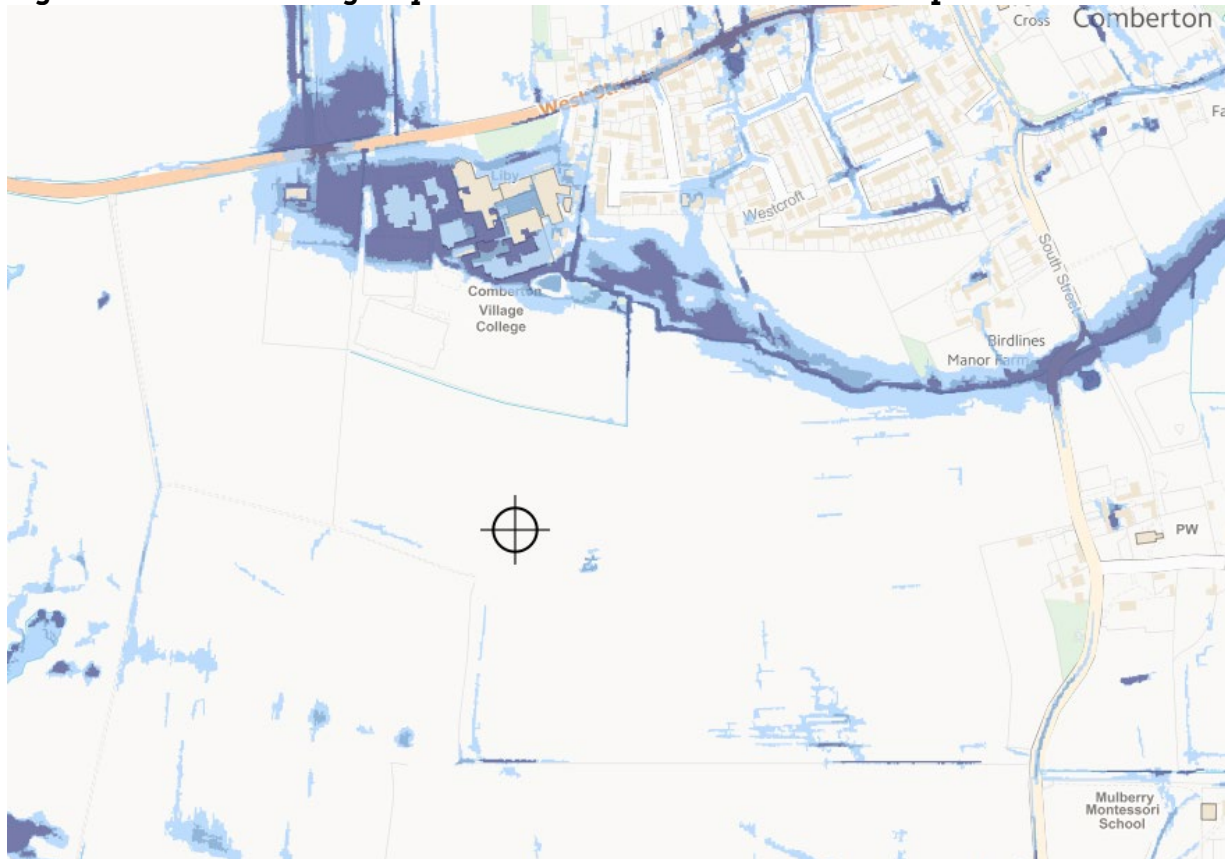 Cross
Comberton
West Street
Liby
Westcroft
South Street
Comberton
Village
College
Birdlines
Manor Farm
PW
Mulberry
Montessori
School